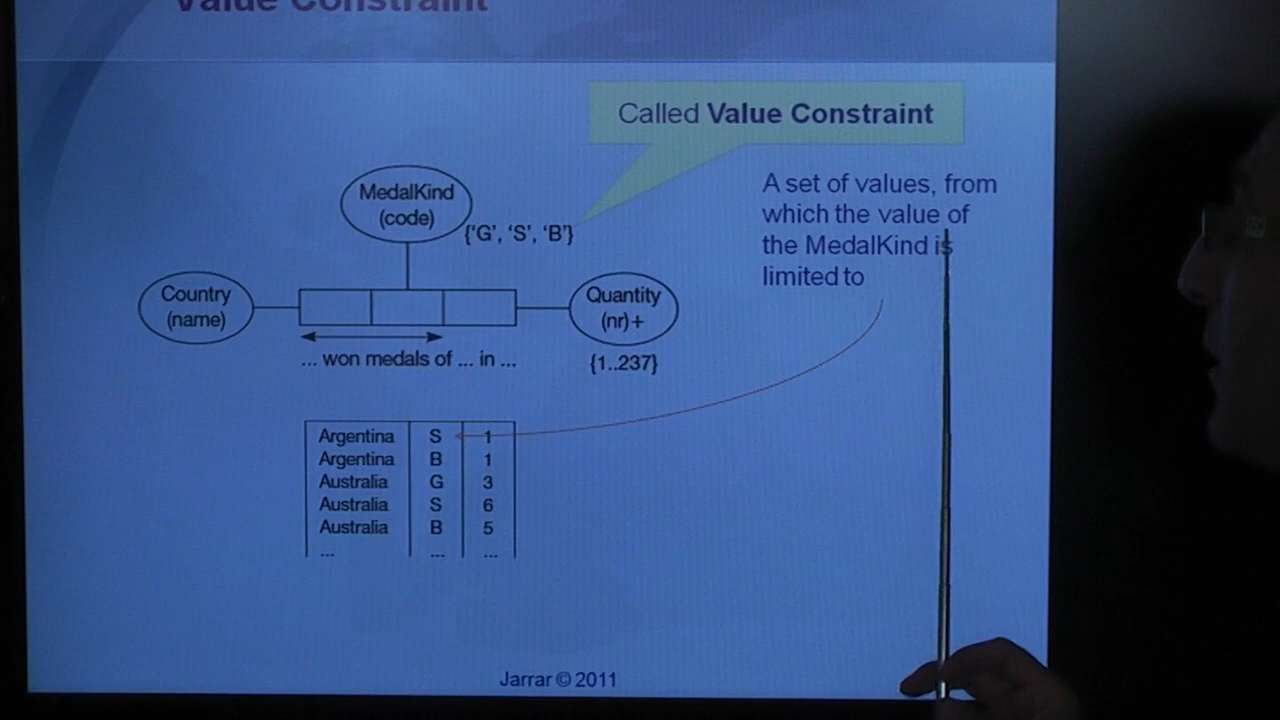 Value Constraint
Called Value Constraint
MedalKind
(code)
{'G', 'S', 'B'}
A set of values, from
which the value of
the MedalKind is
limited to
Country
(name)
Quantity
(nr)+
... won medals of ... in ...
{1..237}
Argentina S 1
Argentina B 1
Australia G 3
Australia S 6
Australia B 5
... ... ...
Jarrar © 2011